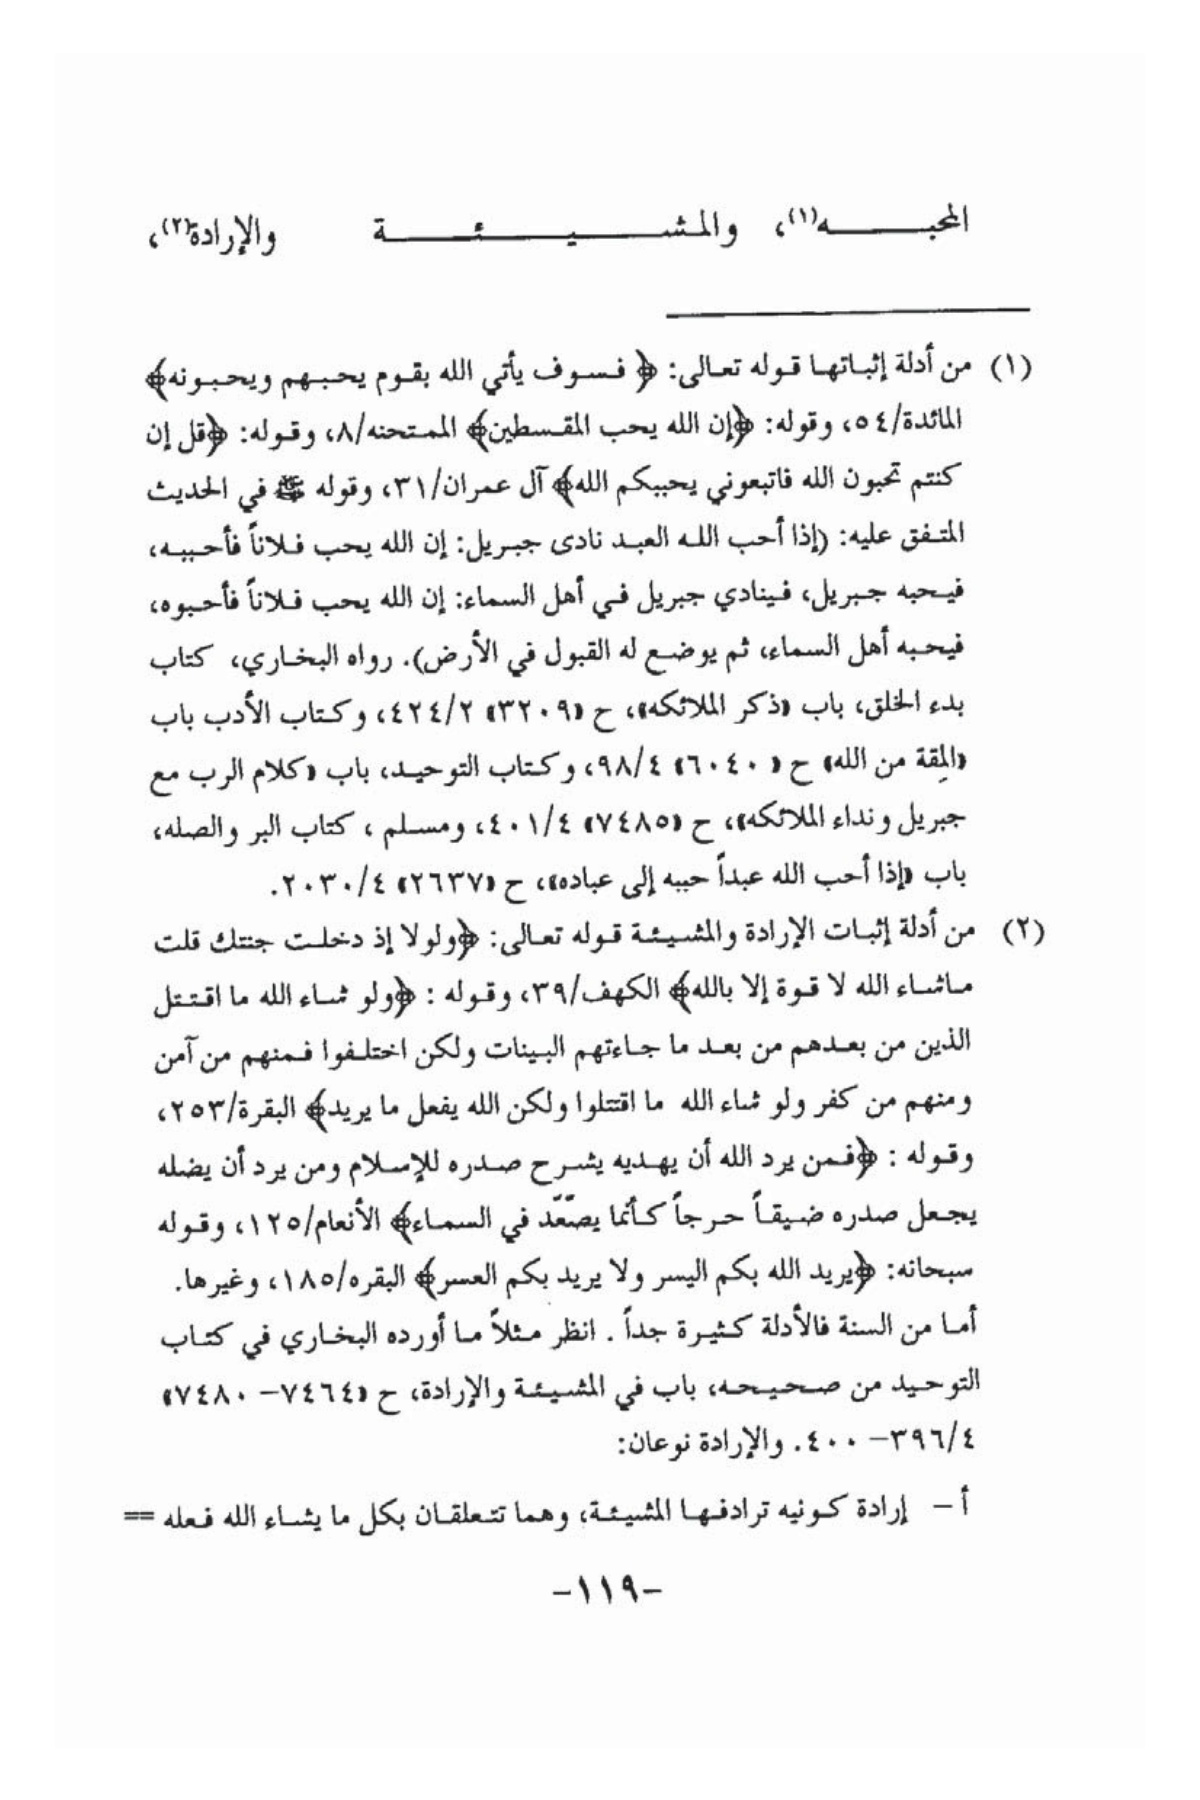 المحبـــــــه(١)، والمشـــــــيـــــــئـــــــة والإرادة(٢)،
(١) من أدلة إثباتها قوله تعالى: ﴿ فسوف يأتي الله بقوم يحبهم ويحبونه﴾
المائدة/٥٤، وقوله: ﴿إن الله يحب المقسطين﴾ الممتحنه/٨، وقوله: ﴿قل إن
كنتم تحبون الله فاتبعوني يحببكم الله﴾ آل عمران/٣١، وقوله ﷺ في الحديث
المتفق عليه: (إذا أحب الله العبد نادى جبريل: إن الله يحب فلاناً فأحببه،
فيحبه جبريل، فينادي جبريل في أهل السماء: إن الله يحب فلاناً فأحبوه،
فيحبه أهل السماء، ثم يوضع له القبول في الأرض). رواه البخاري، كتاب
بدء الخلق، باب «ذكر الملائكه»، ح «٣٢٠٩» ٤٢٤/٢، وكتاب الأدب باب
«المِقة من الله» ح «٦٠٤٠» ٩٨/٤، وكتاب التوحيد، باب «كلام الرب مع
جبريل ونداء الملائكه»، ح «٧٤٨٥» ٤٠١/٤، ومسلم ، كتاب البر والصله،
باب «إذا أحب الله عبداً حببه إلى عباده»، ح «٢٦٣٧» ٢٠٣٠/٤.
(٢) من أدلة إثبات الإرادة والمشيئة قوله تعالى: ﴿ولولا إذ دخلت جنتك قلت
ماشاء الله لا قوة إلا بالله﴾ الكهف/٣٩، وقوله : ﴿ولو شاء الله ما اقتتل
الذين من بعدهم من بعد ما جاءتهم البينات ولكن اختلفوا فمنهم من آمن
ومنهم من كفر ولو شاء الله ما اقتتلوا ولكن الله يفعل ما يريد﴾ البقرة/٢٥٣،
وقوله : ﴿فمن يرد الله أن يهديه يشرح صدره للإسلام ومن يرد أن يضله
يجعل صدره ضيقاً حرجاً كأنما يصّعّد في السماء﴾ الأنعام/١٢٥، وقوله
سبحانه: ﴿يريد الله بكم اليسر ولا يريد بكم العسر﴾ البقره/١٨٥، وغيرها.
أما من السنة فالأدلة كثيرة جداً . انظر مثلاً ما أورده البخاري في كتاب
التوحيد من صحيحه، باب في المشيئة والإرادة، ح «٧٤٦٤– ٧٤٨٠»
٣٩٦/٤– ٤٠٠. والإرادة نوعان:
أ – إرادة كونيه ترادفها المشيئة، وهما تتعلقان بكل ما يشاء الله فعله ==
–١١٩–